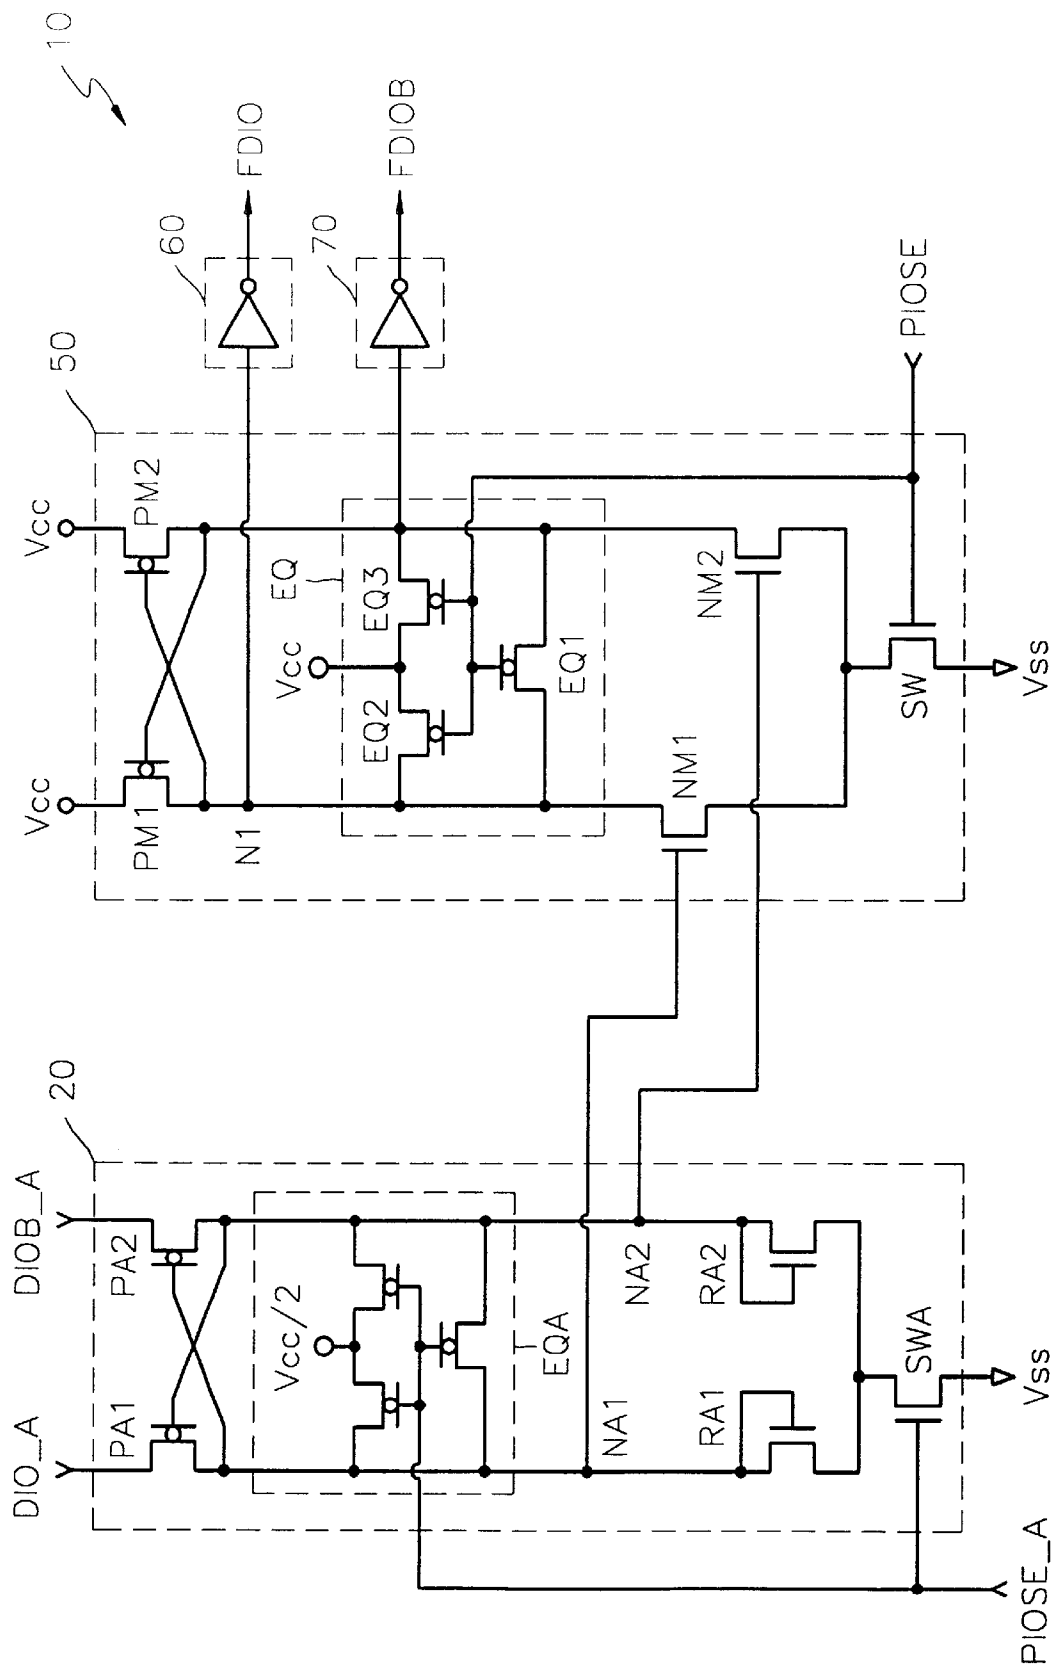 10
DIO_A
DIOB_A
20
PA1
PA2
Vcc/2
EQA
NA1
NA2
RA1
RA2
SWA
Vss
PIOSE_A
Vcc
Vcc
50
PM1
PM2
N1
EQ
Vcc
EQ2
EQ3
EQ1
NM1
NM2
SW
Vss
PIOSE
60
FDIO
70
FDIOB